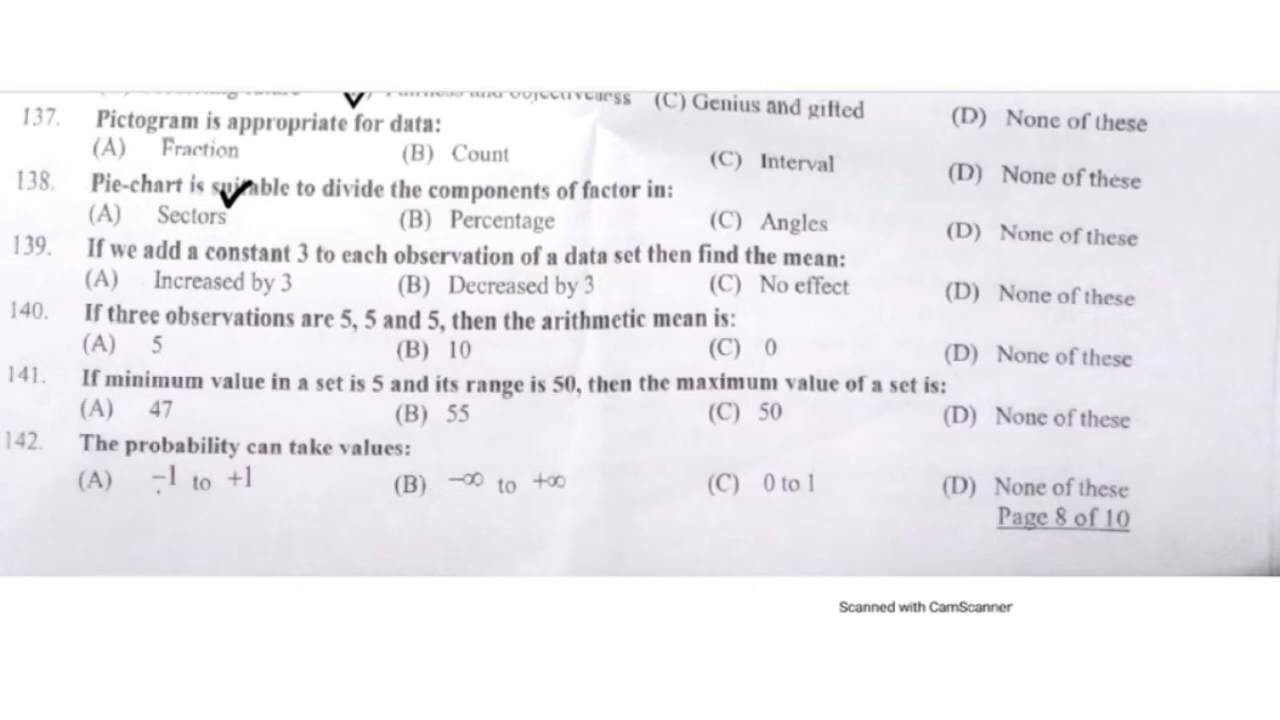 (C) Genius and gifted (D) None of these
137. Pictogram is appropriate for data:
(A) Fraction (B) Count (C) Interval (D) None of these
138. Pie-chart is suitable to divide the components of factor in:
(A) Sectors (B) Percentage (C) Angles (D) None of these
139. If we add a constant 3 to each observation of a data set then find the mean:
(A) Increased by 3 (B) Decreased by 3 (C) No effect (D) None of these
140. If three observations are 5, 5 and 5, then the arithmetic mean is:
(A) 5 (B) 10 (C) 0 (D) None of these
141. If minimum value in a set is 5 and its range is 50, then the maximum value of a set is:
(A) 47 (B) 55 (C) 50 (D) None of these
142. The probability can take values:
(A) -1 to +1 (B) -∞ to +∞ (C) 0 to 1 (D) None of these
Page 8 of 10
Scanned with CamScanner